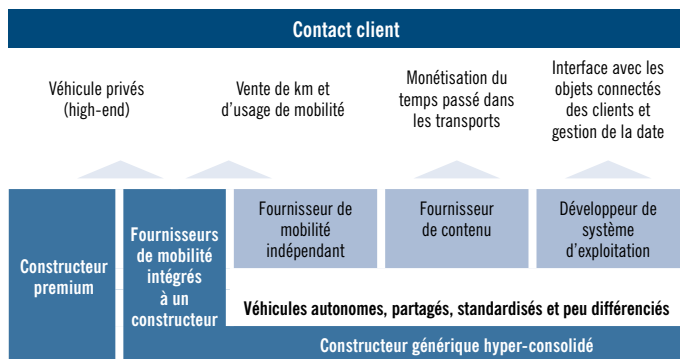 Contact client
Véhicule privés
(high-end)
Vente de km et
d'usage de mobilité
Monétisation du
temps passé dans
les transports
Interface avec les
objets connectés
des clients et
gestion de la date
Constructeur
premium
Fournisseurs
de mobilité
intégrés
à un
constructeur
Fournisseur de
mobilité
indépendant
Fournisseur
de contenu
Développeur de
système
d'exploitation
Véhicules autonomes, partagés, standardisés et peu différenciés
Constructeur générique hyper-consolidé